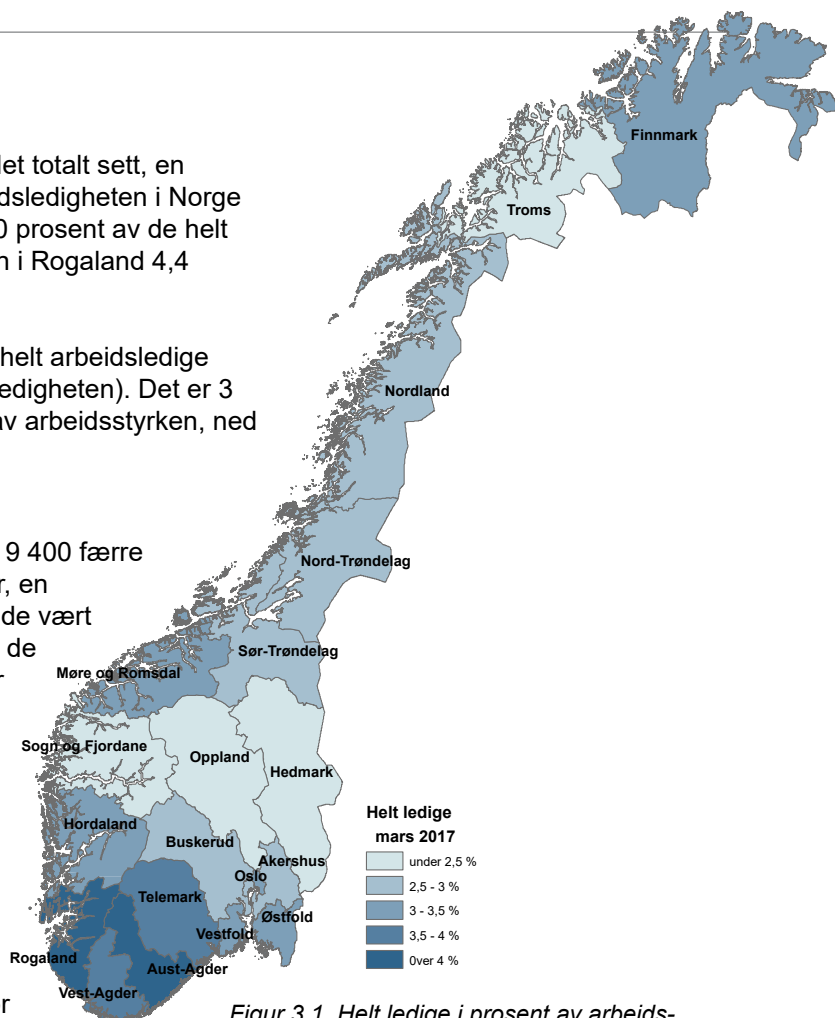 det totalt sett, en
dsledigheten i Norge
0 prosent av de helt
n i Rogaland 4,4
helt arbeidsledige
ledigheten). Det er 3
av arbeidsstyrken, ned
9 400 færre
r, en
de vært
de
r
er
Finnmark
Troms
Nordland
Nord-Trøndelag
Sør-Trøndelag
Møre og Romsdal
Sogn og Fjordane
Oppland
Hedmark
Hordaland
Buskerud
Akershus
Oslo
Telemark
Østfold
Vestfold
Rogaland
Aust-Agder
Vest-Agder
Helt ledige
mars 2017
under 2,5 %
2,5 - 3 %
3 - 3,5 %
3,5 - 4 %
0ver 4 %
Figur 3.1. Helt ledige i prosent av arbeids-